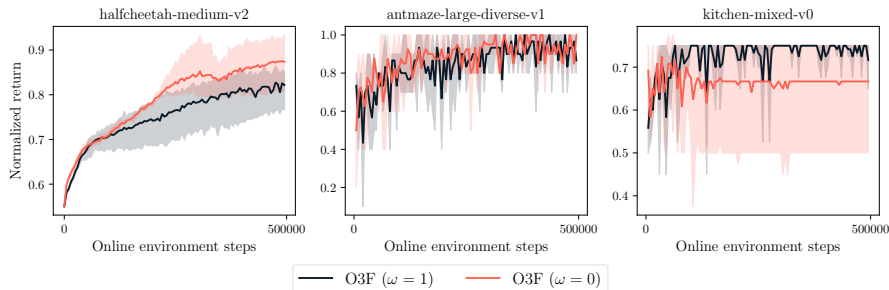 halfcheetah-medium-v2
antmaze-large-diverse-v1
kitchen-mixed-v0
Normalized return
0.9
0.8
0.7
0.6
1.0
0.8
0.6
0.4
0.2
0.7
0.6
0.5
0.4
0
500000
0
500000
0
500000
Online environment steps
Online environment steps
Online environment steps
O3F (ω = 1)
O3F (ω = 0)